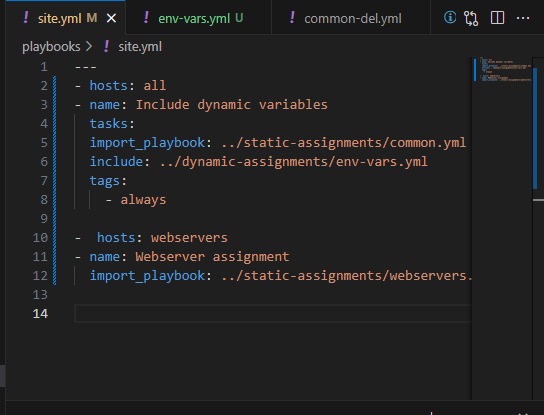 ! site.yml M ×
! env-vars.yml U
! common-del.yml
playbooks > ! site.yml
1 ---
2 - hosts: all
3 - name: Include dynamic variables
4 tasks:
5 import_playbook: ../static-assignments/common.yml
6 include: ../dynamic-assignments/env-vars.yml
7 tags:
8 - always
9
10 -  hosts: webservers
11 - name: Webserver assignment
12 import_playbook: ../static-assignments/webservers.
13
14